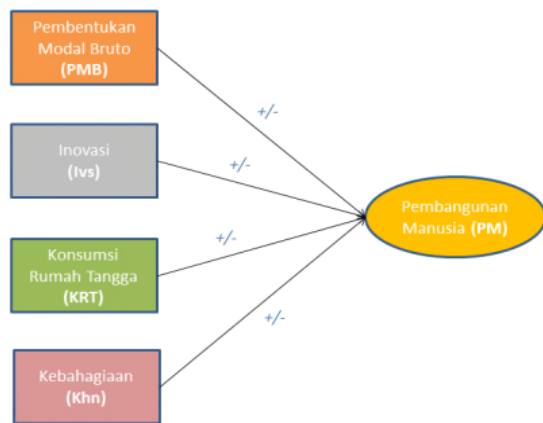 Pembentukan
Modal Bruto
(PMB)
+/-
Inovasi
(Ivs)
+/-
Pembangunan
Manusia (PM)
Konsumsi
Rumah Tangga
(KRT)
+/-
Kebahagiaan
(Khn)
+/-